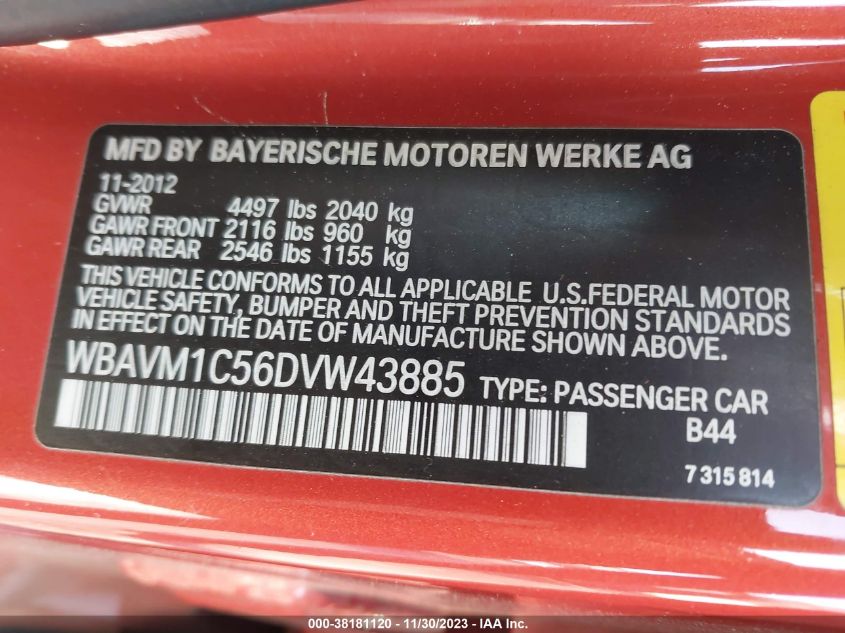 MFD BY BAYERISCHE MOTOREN WERKE AG
11-2012
GVWR 4497 lbs 2040 kg
GAWR FRONT 2116 lbs 960 kg
GAWR REAR 2546 lbs 1155 kg
THIS VEHICLE CONFORMS TO ALL APPLICABLE U.S.FEDERAL MOTOR
VEHICLE SAFETY, BUMPER AND THEFT PREVENTION STANDARDS
IN EFFECT ON THE DATE OF MANUFACTURE SHOWN ABOVE.
WBAVM1C56DVW43885 TYPE: PASSENGER CAR
B44
7315814
000-38181120 - 11/30/2023 - IAA Inc.